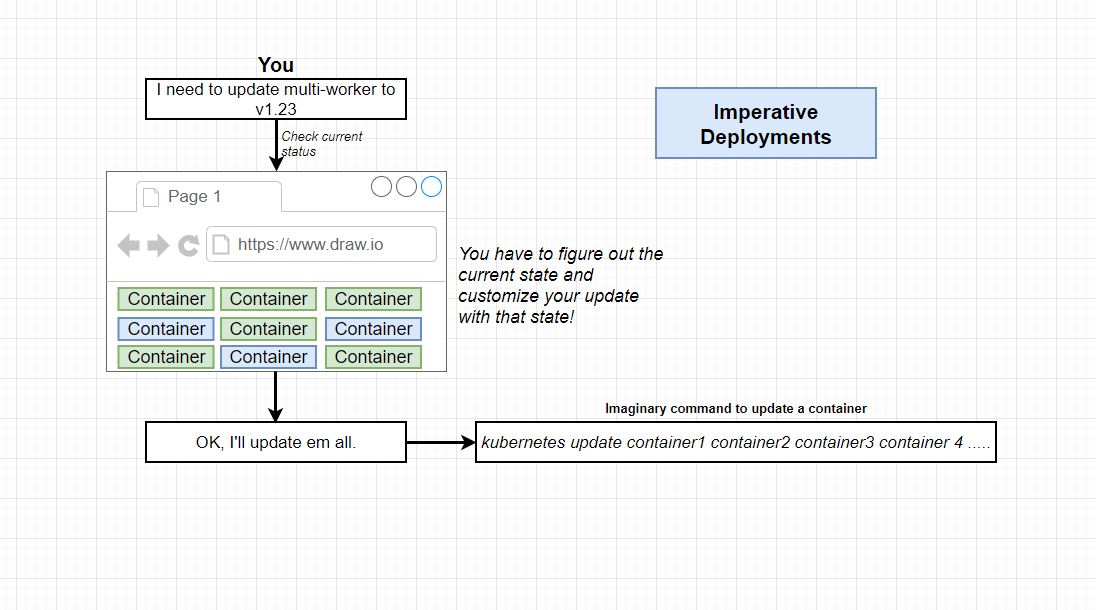 You
I need to update multi-worker to
v1.23
Check current
status
Imperative
Deployments
Page 1
https://www.draw.io
Container Container Container
Container Container Container
Container Container Container
You have to figure out the
current state and
customize your update
with that state!
OK, I'll update em all.
Imaginary command to update a container
kubernetes update container1 container2 container3 container 4 .....